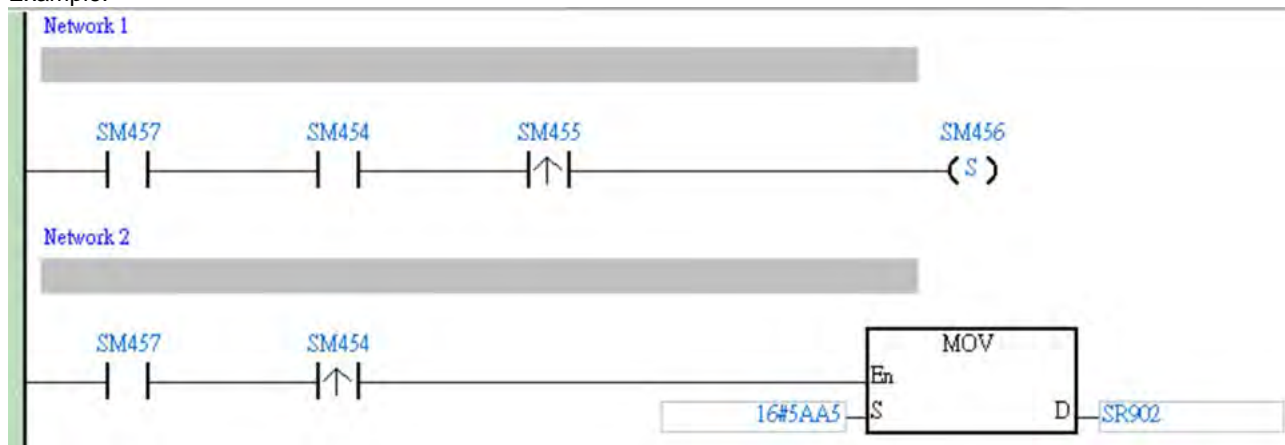 Example:
Network 1
SM457 SM454 SM455 SM456
S
Network 2
SM457 SM454 MOV
En
16#5AA5 S D SR902